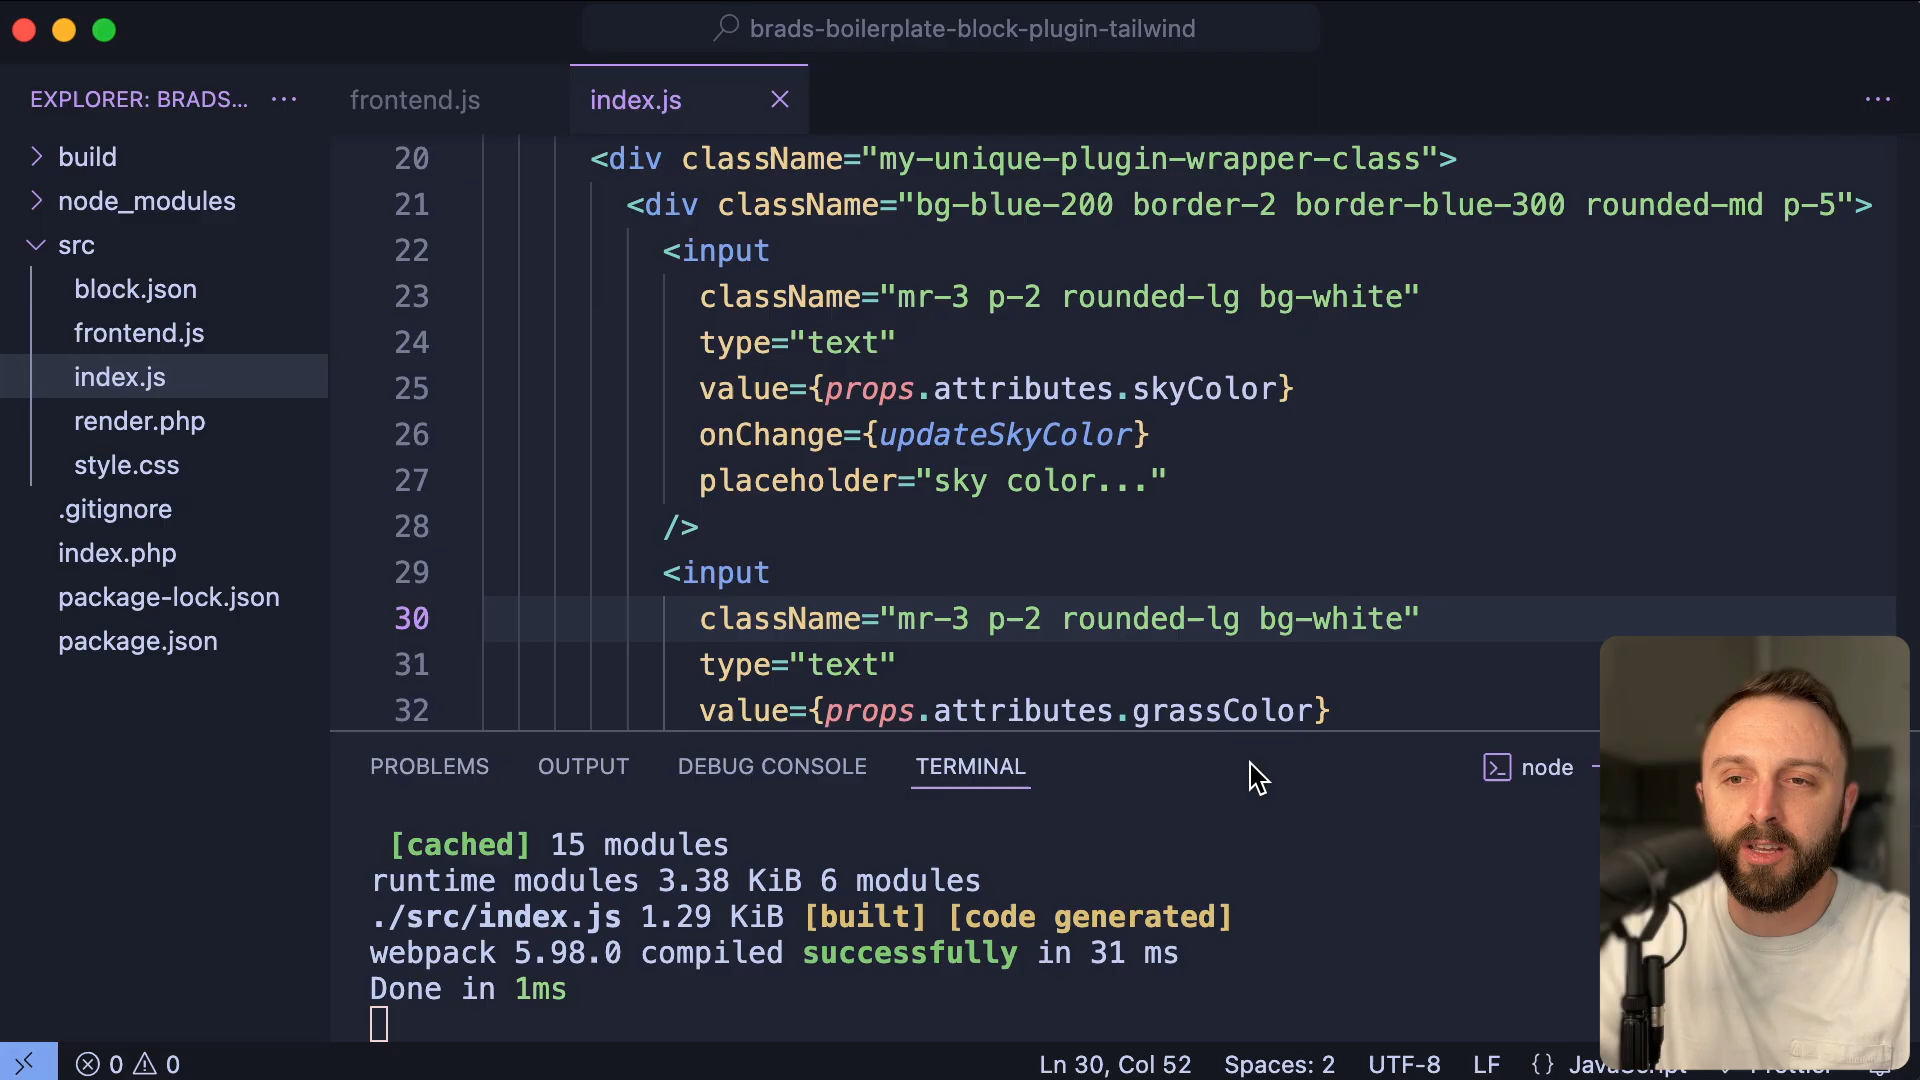 brads-boilerplate-block-plugin-tailwind
EXPLORER: BRADS...
frontend.js
index.js
build
node_modules
src
block.json
frontend.js
index.js
render.php
style.css
.gitignore
index.php
package-lock.json
package.json
20 <div className="my-unique-plugin-wrapper-class">
21 <div className="bg-blue-200 border-2 border-blue-300 rounded-md p-5">
22 <input
23 className="mr-3 p-2 rounded-lg bg-white"
24 type="text"
25 value={props.attributes.skyColor}
26 onChange={updateSkyColor}
27 placeholder="sky color..."
28 />
29 <input
30 className="mr-3 p-2 rounded-lg bg-white"
31 type="text"
32 value={props.attributes.grassColor}
PROBLEMS OUTPUT DEBUG CONSOLE TERMINAL
node
[cached] 15 modules
runtime modules 3.38 KiB 6 modules
./src/index.js 1.29 KiB [built] [code generated]
webpack 5.98.0 compiled successfully in 31 ms
Done in 1ms
0 0
Ln 30, Col 52 Spaces: 2 UTF-8 LF {}